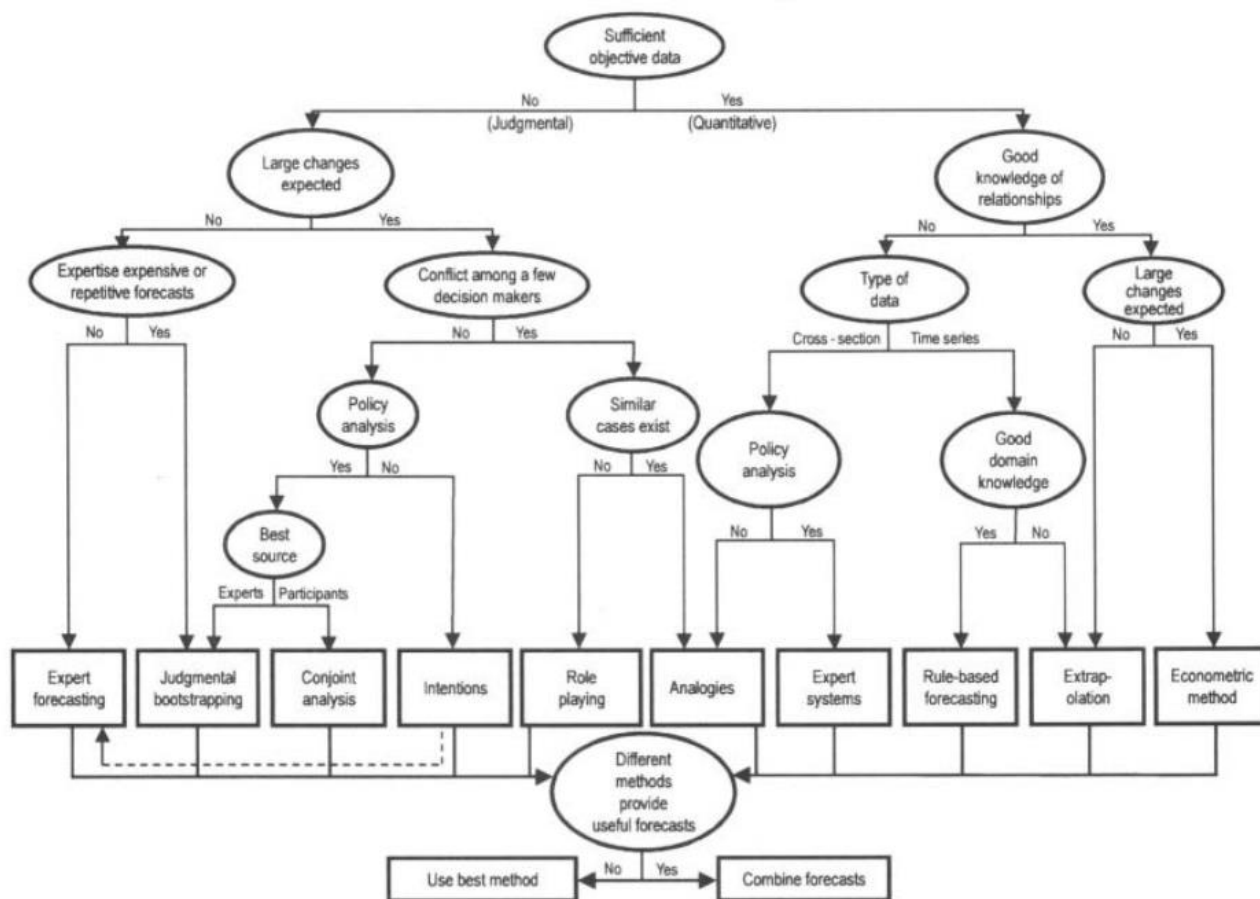 Sufficient
objective data
No
Yes
(Judgmental)
(Quantitative)
Large changes
expected
Good
knowledge of
relationships
No
Yes
No
Yes
Expertise expensive or
repetitive forecasts
Conflict among a few
decision makers
Type of
data
Large
changes
expected
No
Yes
No
Yes
Cross - section
Time series
No
Yes
Policy
analysis
Similar
cases exist
Policy
analysis
Good
domain
knowledge
Yes
No
No
Yes
Best
source
No
Yes
Yes
No
Experts
Participants
Expert
forecasting
Judgmental
bootstrapping
Conjoint
analysis
Intentions
Role
playing
Analogies
Expert
systems
Rule-based
forecasting
Extrap-
olation
Econometric
method
Different
methods
provide
useful forecasts
No
Yes
Use best method
Combine forecasts